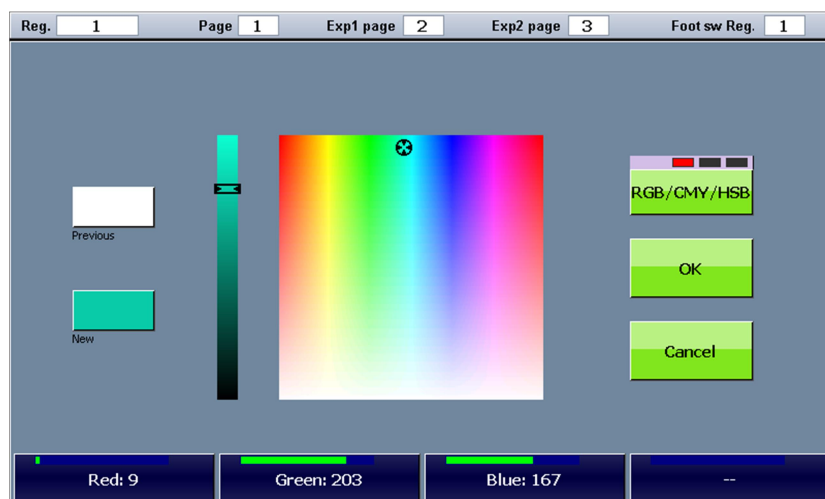 Reg. 1 Page 1 Exp1 page 2 Exp2 page 3 Foot sw Reg. 1
RGB/CMY/HSB
Previous
OK
New
Cancel
Red: 9 Green: 203 Blue: 167 --